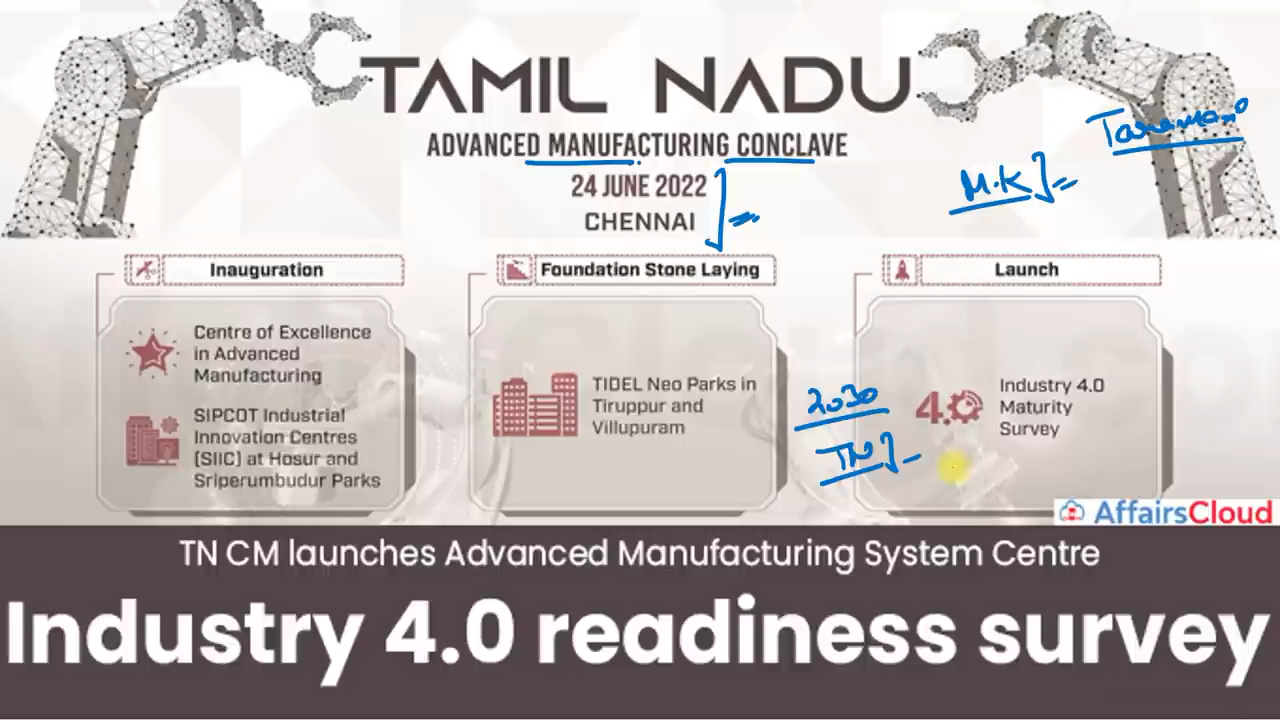 TAMIL NADU
ADVANCED MANUFACTURING CONCLAVE
24 JUNE 2022
CHENNAI
M.K
Inauguration
Centre of Excellence
in Advanced
Manufacturing
SIPCOT Industrial
Innovation Centres
(SIIC) at Hosur and
Sriperumbudur Parks
Foundation Stone Laying
TIDEL Neo Parks in
Tiruppur and
Villupuram
2030
TN
Launch
4.0
Industry 4.0
Maturity
Survey
AffairsCloud
TN CM launches Advanced Manufacturing System Centre
Industry 4.0 readiness survey